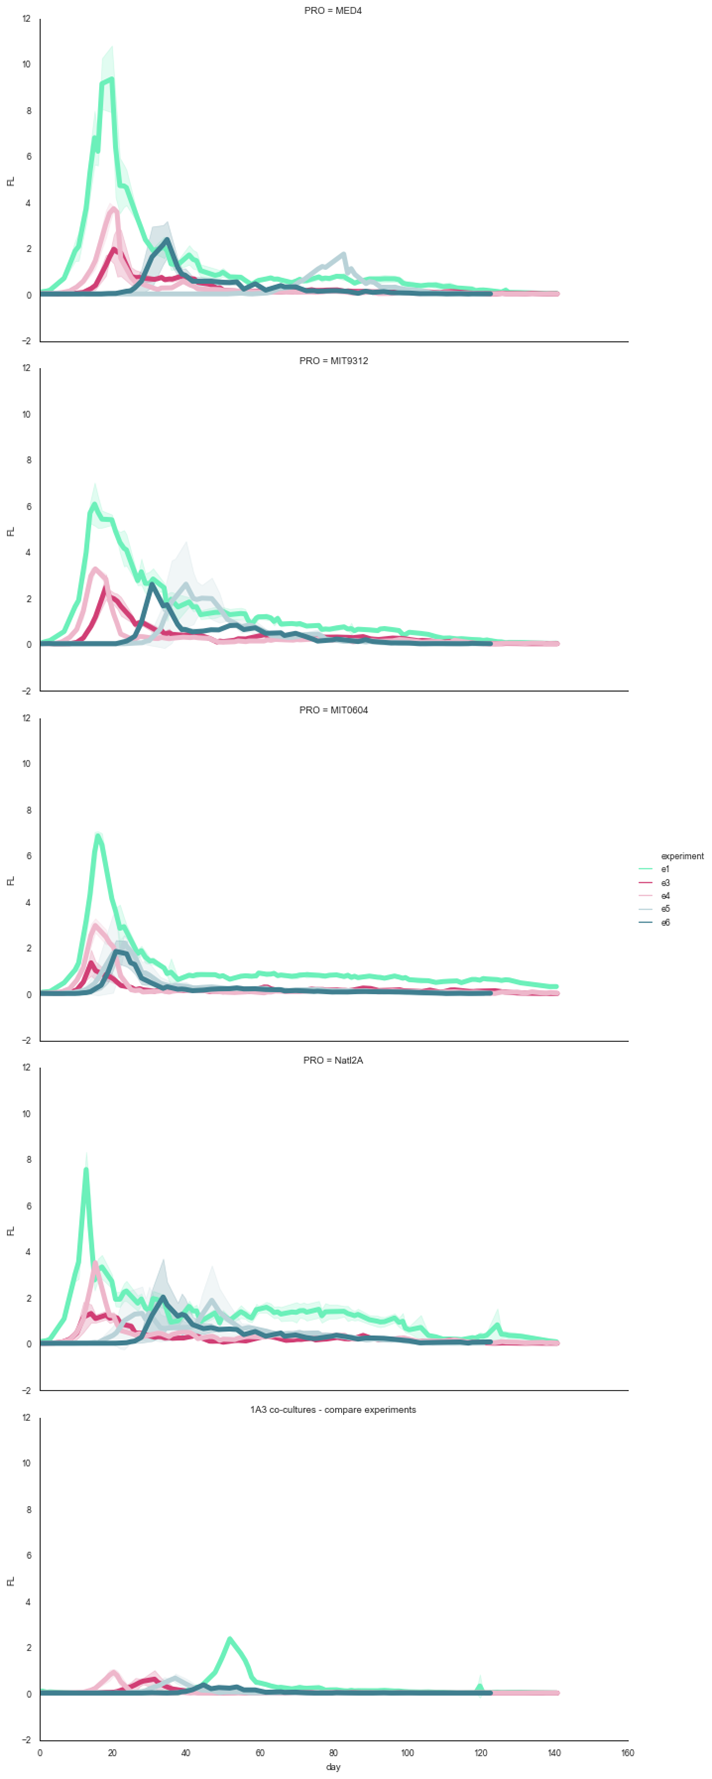 PRO = MED4
12
10
8
6
4
2
0
−2
FL
PRO = MIT9312
12
10
8
6
4
2
0
−2
FL
PRO = MIT0604
12
10
8
6
4
2
0
−2
FL
experiment
e1
e3
e4
e5
e6
PRO = Natl2A
12
10
8
6
4
2
0
−2
FL
1A3 co-cultures - compare experiments
12
10
8
6
4
2
0
−2
FL
0 20 40 60 80 100 120 140 160
day